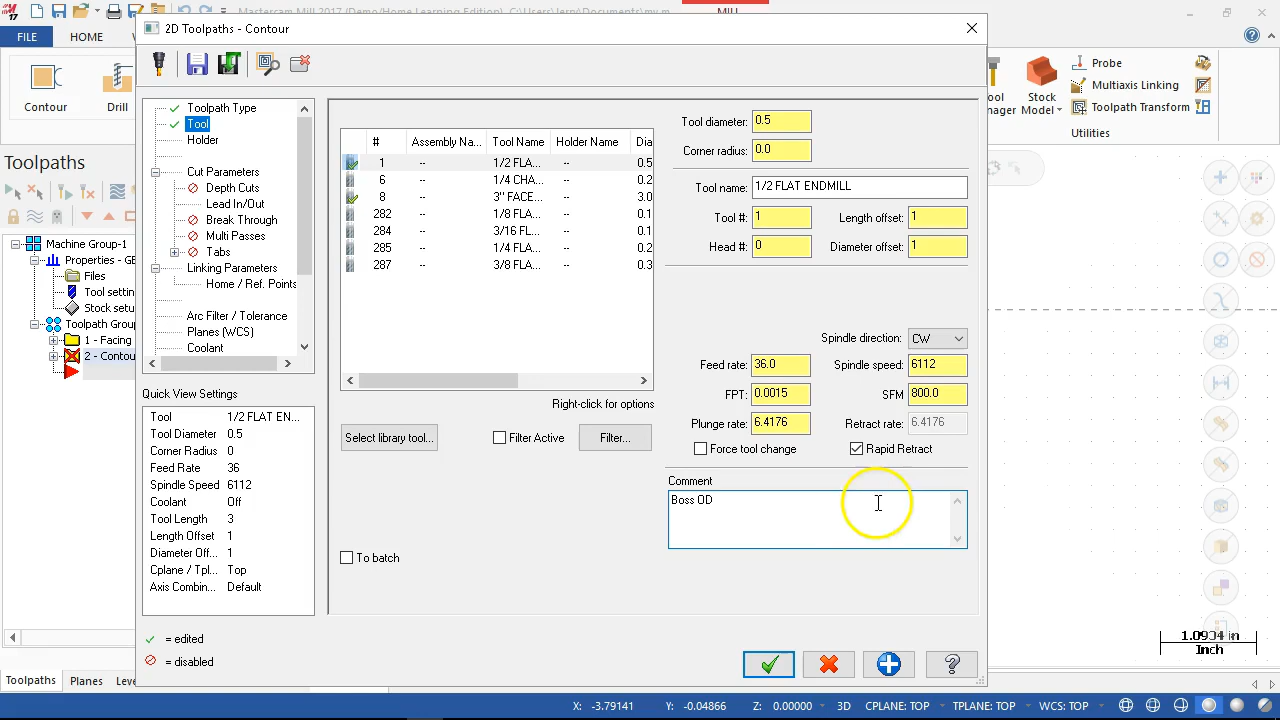 17
Mastercam Mill 2017 (Demo/Home Learning Edition) C:\Users\
MILL
FILE
HOME
2D Toolpaths - Contour
Contour
Drill
Probe
Multiaxis Linking
Toolpath Transform
Stock
Model
Utilities
Toolpaths
Machine Group-1
Files
Tool
Stock
1 - Facing
2 -
Toolpath Type
Tool
Holder
Cut Parameters
Depth Cuts
Lead In/Out
Break Through
Multi Passes
Tabs
Linking Parameters
Home / Ref. Points
Arc Filter / Tolerance
Planes (WCS)
Coolant
# Assembly Na... Tool Name Holder Name Dia
1 -- 1/2 FLA... -- 0.5
6 -- 1/4 CHA... -- 0.2
8 -- 3" FACE... -- 3.0
282 -- 1/8 FLA... -- 0.1
284 -- 3/16 FL... -- 0.1
285 -- 1/4 FLA... -- 0.2
287 -- 3/8 FLA... -- 0.3
Right-click for options
Select library tool...
Filter Active
Filter...
To batch
Tool diameter: 0.5
Corner radius: 0.0
Tool name: 1/2 FLAT ENDMILL
Tool #: 1 Length offset: 1
Head #: 0 Diameter offset: 1
Spindle direction: CW
Feed rate: 36.0 Spindle speed: 6112
FPT: 0.0015 SFM 800.0
Plunge rate: 6.4176 Retract rate: 6.4176
Force tool change Rapid Retract
Comment
Boss OD
Quick View Settings
Tool 1/2 FLAT EN...
Tool Diameter 0.5
Corner Radius 0
Feed Rate 36
Spindle Speed 6112
Coolant Off
Tool Length 3
Length Offset 1
Diameter Off... 1
Cplane / Tpl... Top
Axis Combin... Default
= edited
= disabled
1.0934 in
Inch
Toolpaths Planes
X: -3.79141 Y: -0.04866 Z: 0.00000 3D CPLANE: TOP TPLANE: TOP WCS: TOP